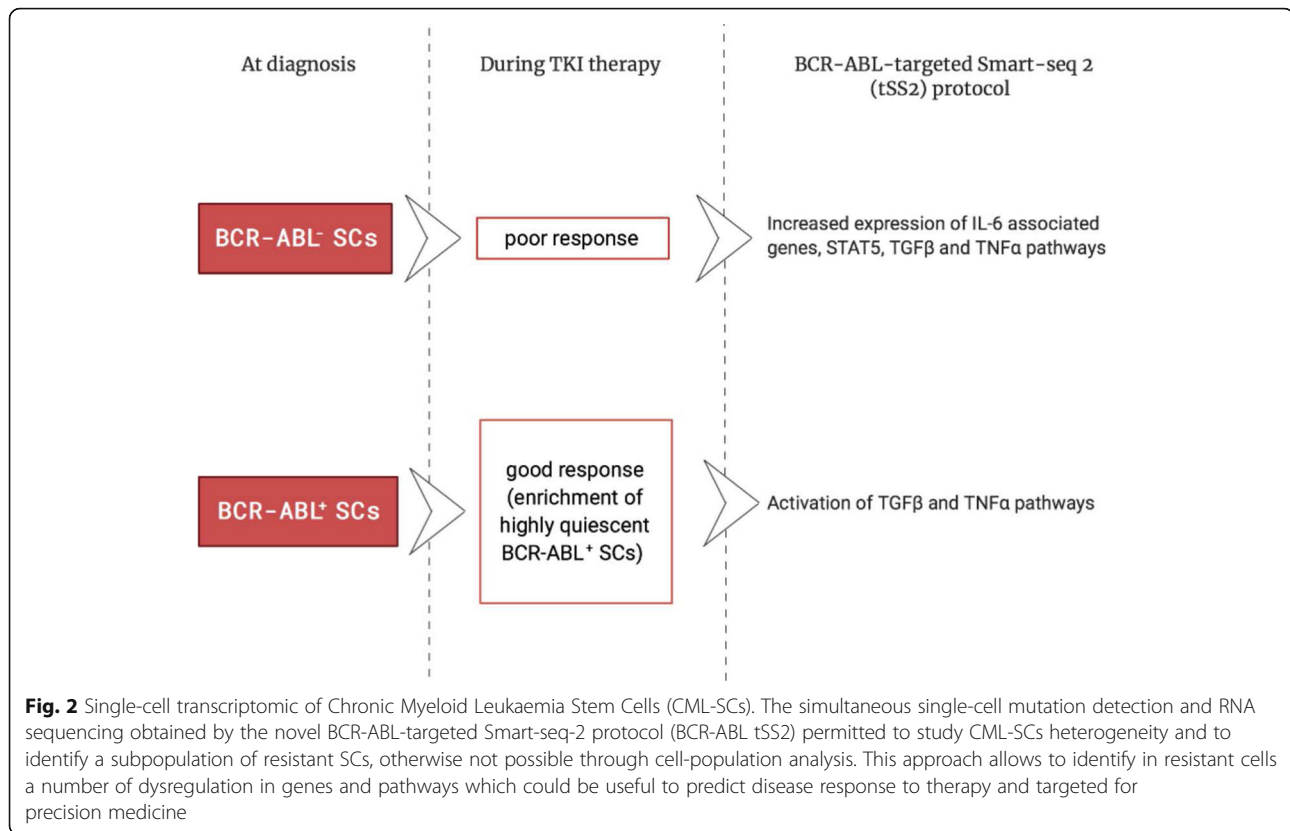 At diagnosis
During TKI therapy
BCR-ABL-targeted Smart-seq 2
(tSS2) protocol
BCR-ABL⁻ SCs
poor response
Increased expression of IL-6 associated
genes, STAT5, TGFβ and TNFα pathways
BCR-ABL⁺ SCs
good response
(enrichment of
highly quiescent
BCR-ABL⁺ SCs)
Activation of TGFβ and TNFα pathways
Fig. 2 Single-cell transcriptomic of Chronic Myeloid Leukaemia Stem Cells (CML-SCs). The simultaneous single-cell mutation detection and RNA
sequencing obtained by the novel BCR-ABL-targeted Smart-seq-2 protocol (BCR-ABL tSS2) permitted to study CML-SCs heterogeneity and to
identify a subpopulation of resistant SCs, otherwise not possible through cell-population analysis. This approach allows to identify in resistant cells
a number of dysregulation in genes and pathways which could be useful to predict disease response to therapy and targeted for
precision medicine